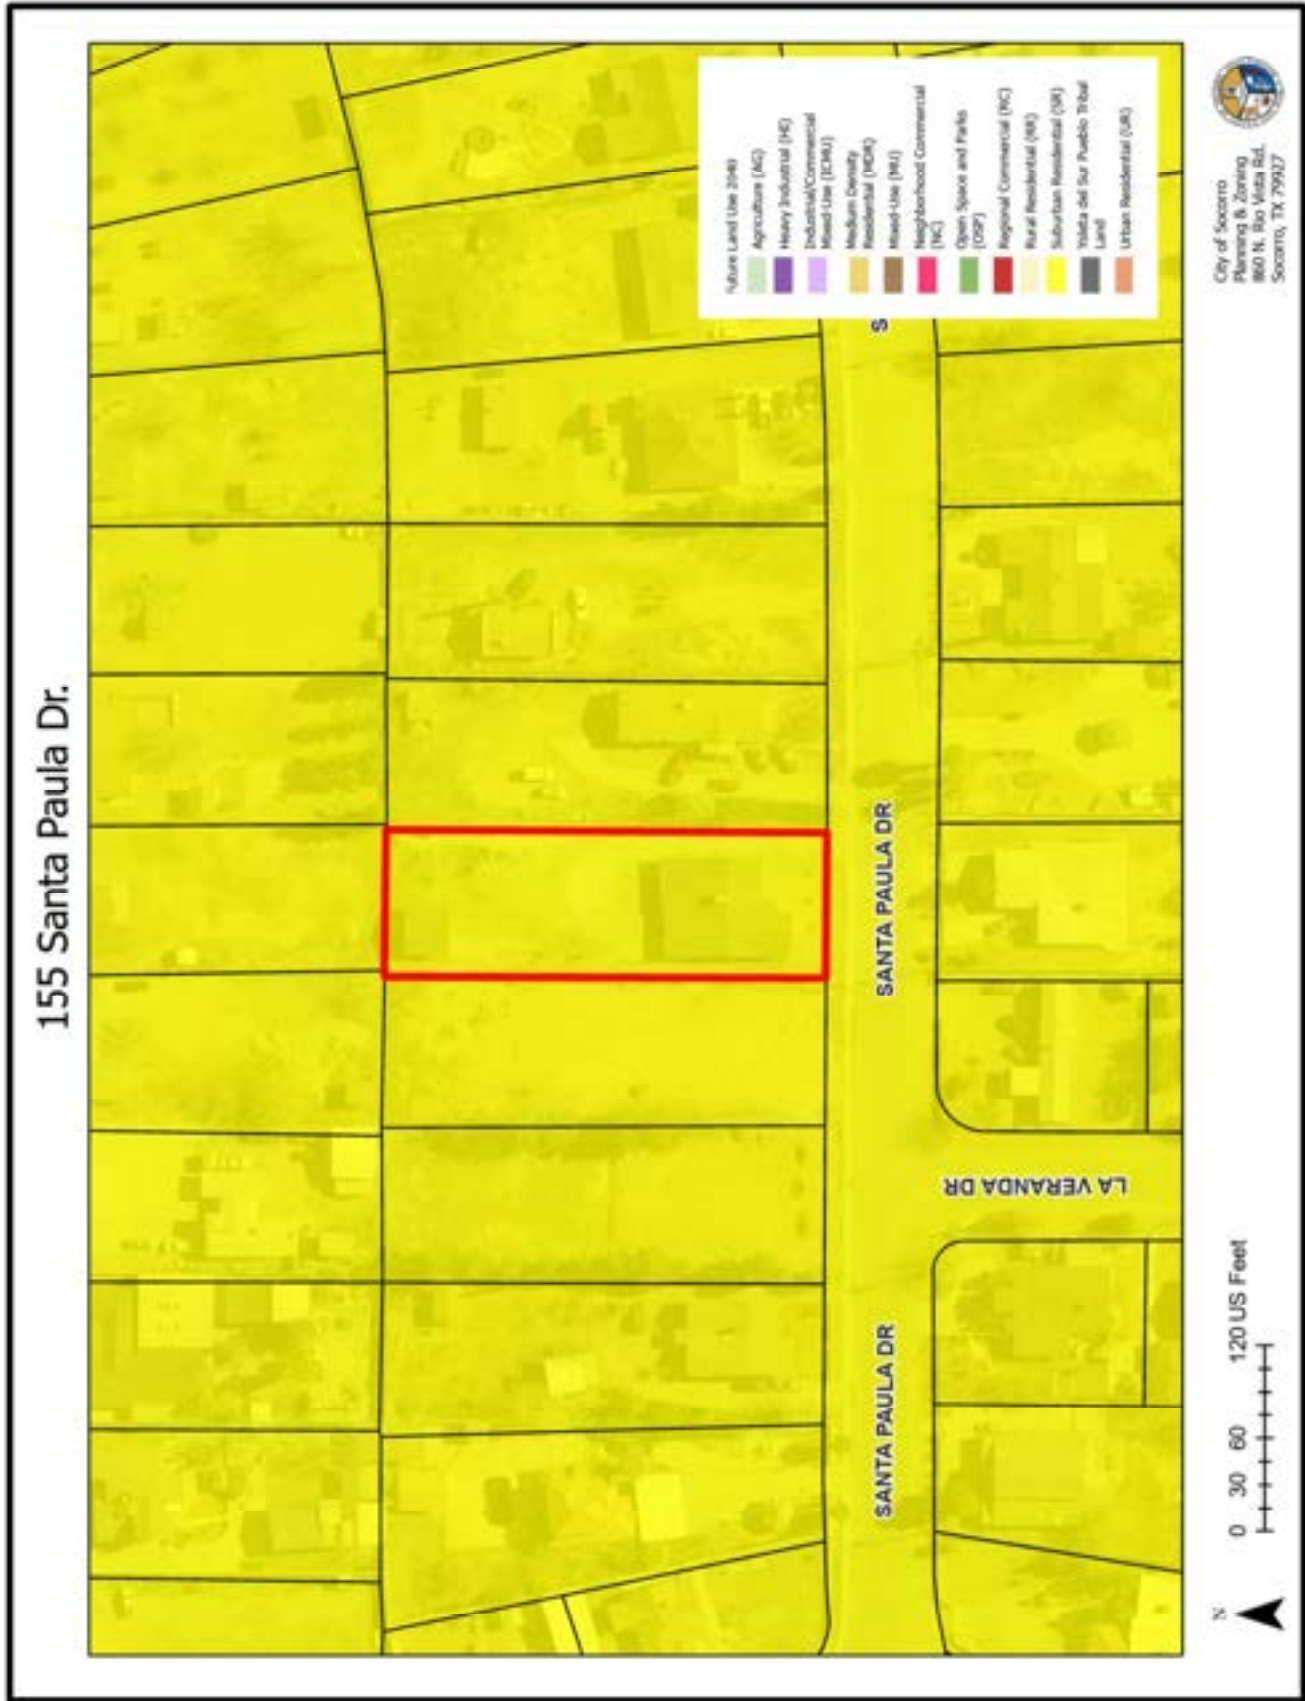 155 Santa Paula Dr.
Future Land Use 2040
Agriculture (AG)
Heavy Industrial (HI)
Industrial/Commercial
Mixed-Use (ICMU)
Medium Density
Residential (MDR)
Mixed-Use (MU)
Neighborhood Commercial
(NC)
Open Space and Parks
(OSP)
Regional Commercial (RC)
Rural Residential (RR)
Suburban Residential (SR)
Ysleta del Sur Pueblo Tribal
Land
Urban Residential (UR)
S
SANTA PAULA DR
SANTA PAULA DR
LA VERANDA DR
N
0 30 60 120 US Feet
City of Socorro
Planning & Zoning
860 N. Rio Vista Rd.
Socorro, TX 79927